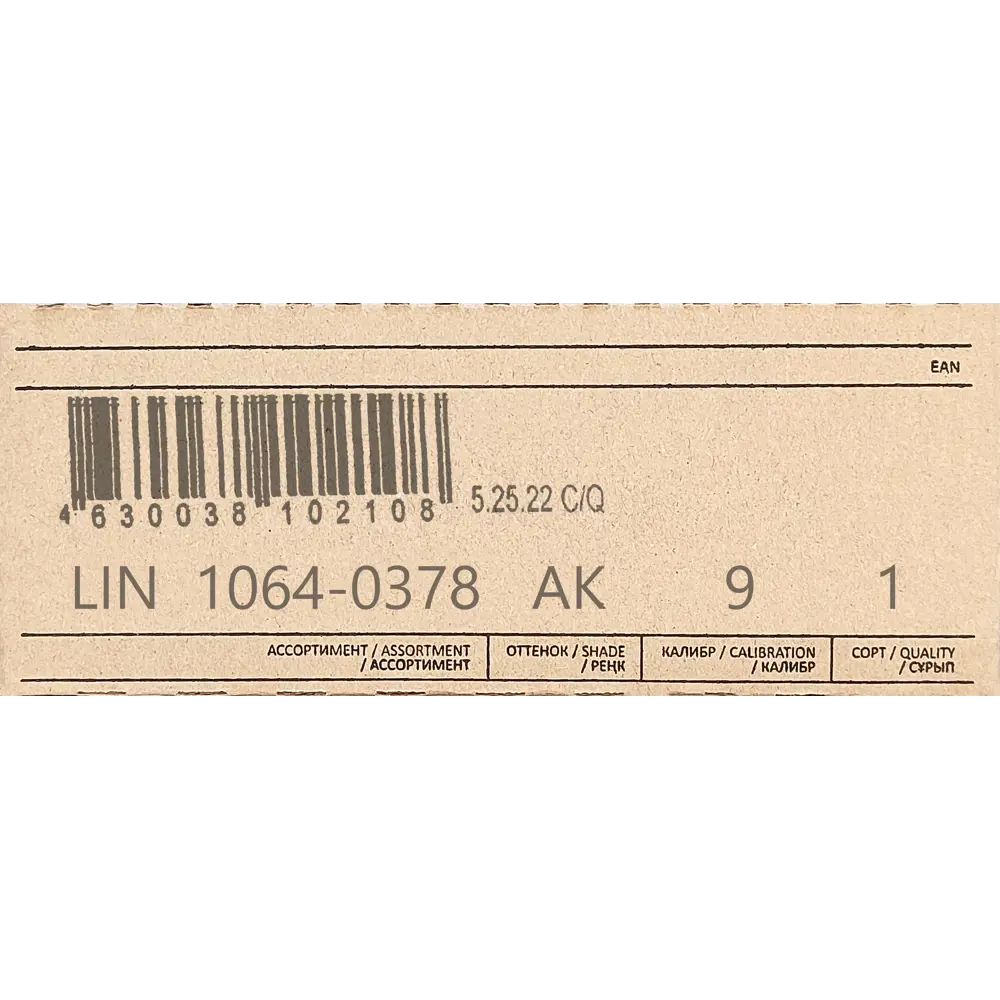 EAN
4 630038 102108 5.25.22 C/Q
LIN 1064-0378 AK 9 1
АССОРТИМЕНТ / ASSORTMENT
/ АССОРТИМЕНТ
ОТТЕНОК / SHADE
/ РЕҢК
КАЛИБР / CALIBRATION
/ КАЛИБР
СОРТ / QUALITY
/ СҰРЫП